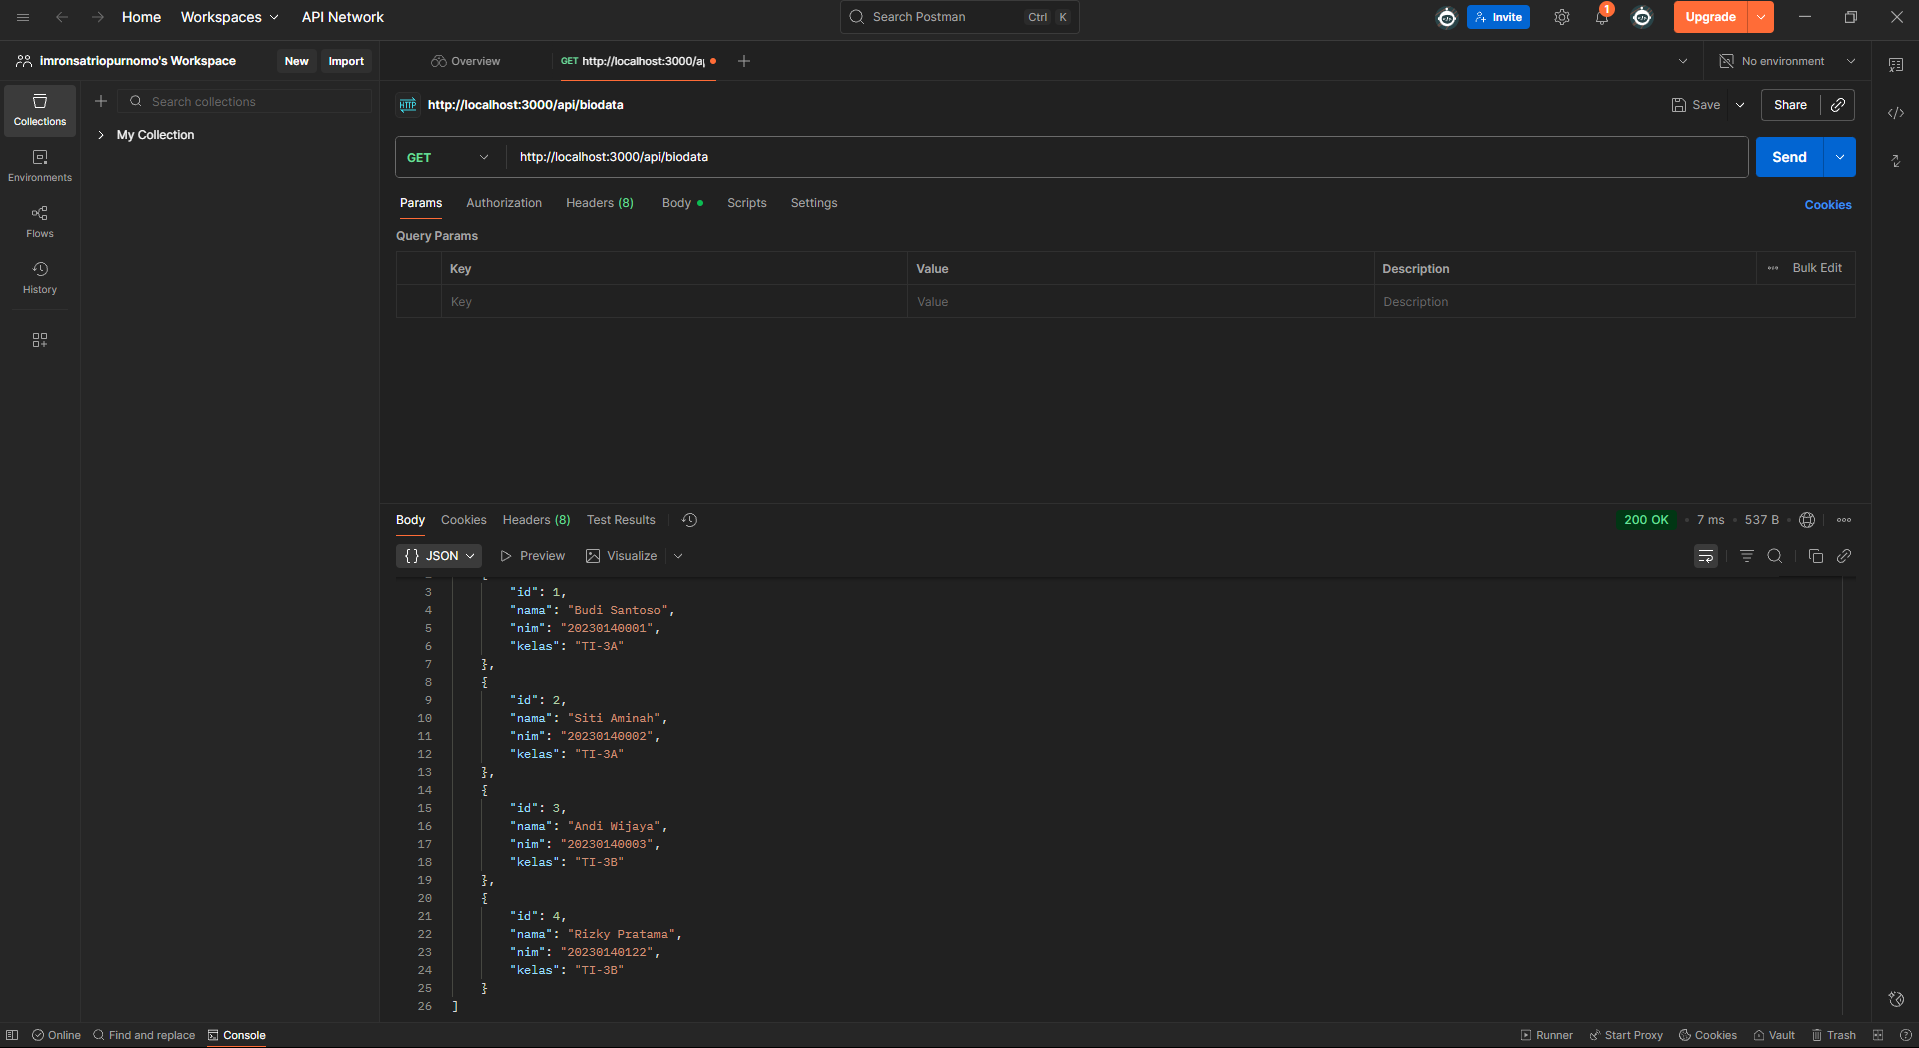 Home Workspaces API Network Search Postman Ctrl K Invite 1 Upgrade
imronsatriopurnomo's Workspace New Import Overview GET http://localhost:3000/ap No environment
Collections Search collections HTTP http://localhost:3000/api/biodata Save Share
My Collection
Environments GET http://localhost:3000/api/biodata Send
Flows Params Authorization Headers (8) Body Scripts Settings Cookies
History Query Params
Key Value Description Bulk Edit
Key Value Description
Body Cookies Headers (8) Test Results 200 OK 7 ms 537 B
{} JSON Preview Visualize
3 "id": 1,
4 "nama": "Budi Santoso",
5 "nim": "20230140001",
6 "kelas": "TI-3A"
7 },
8 {
9 "id": 2,
10 "nama": "Siti Aminah",
11 "nim": "20230140002",
12 "kelas": "TI-3A"
13 },
14 {
15 "id": 3,
16 "nama": "Andi Wijaya",
17 "nim": "20230140003",
18 "kelas": "TI-3B"
19 },
20 {
21 "id": 4,
22 "nama": "Rizky Pratama",
23 "nim": "20230140122",
24 "kelas": "TI-3B"
25 }
26 ]
Online Find and replace Console Runner Start Proxy Cookies Vault Trash